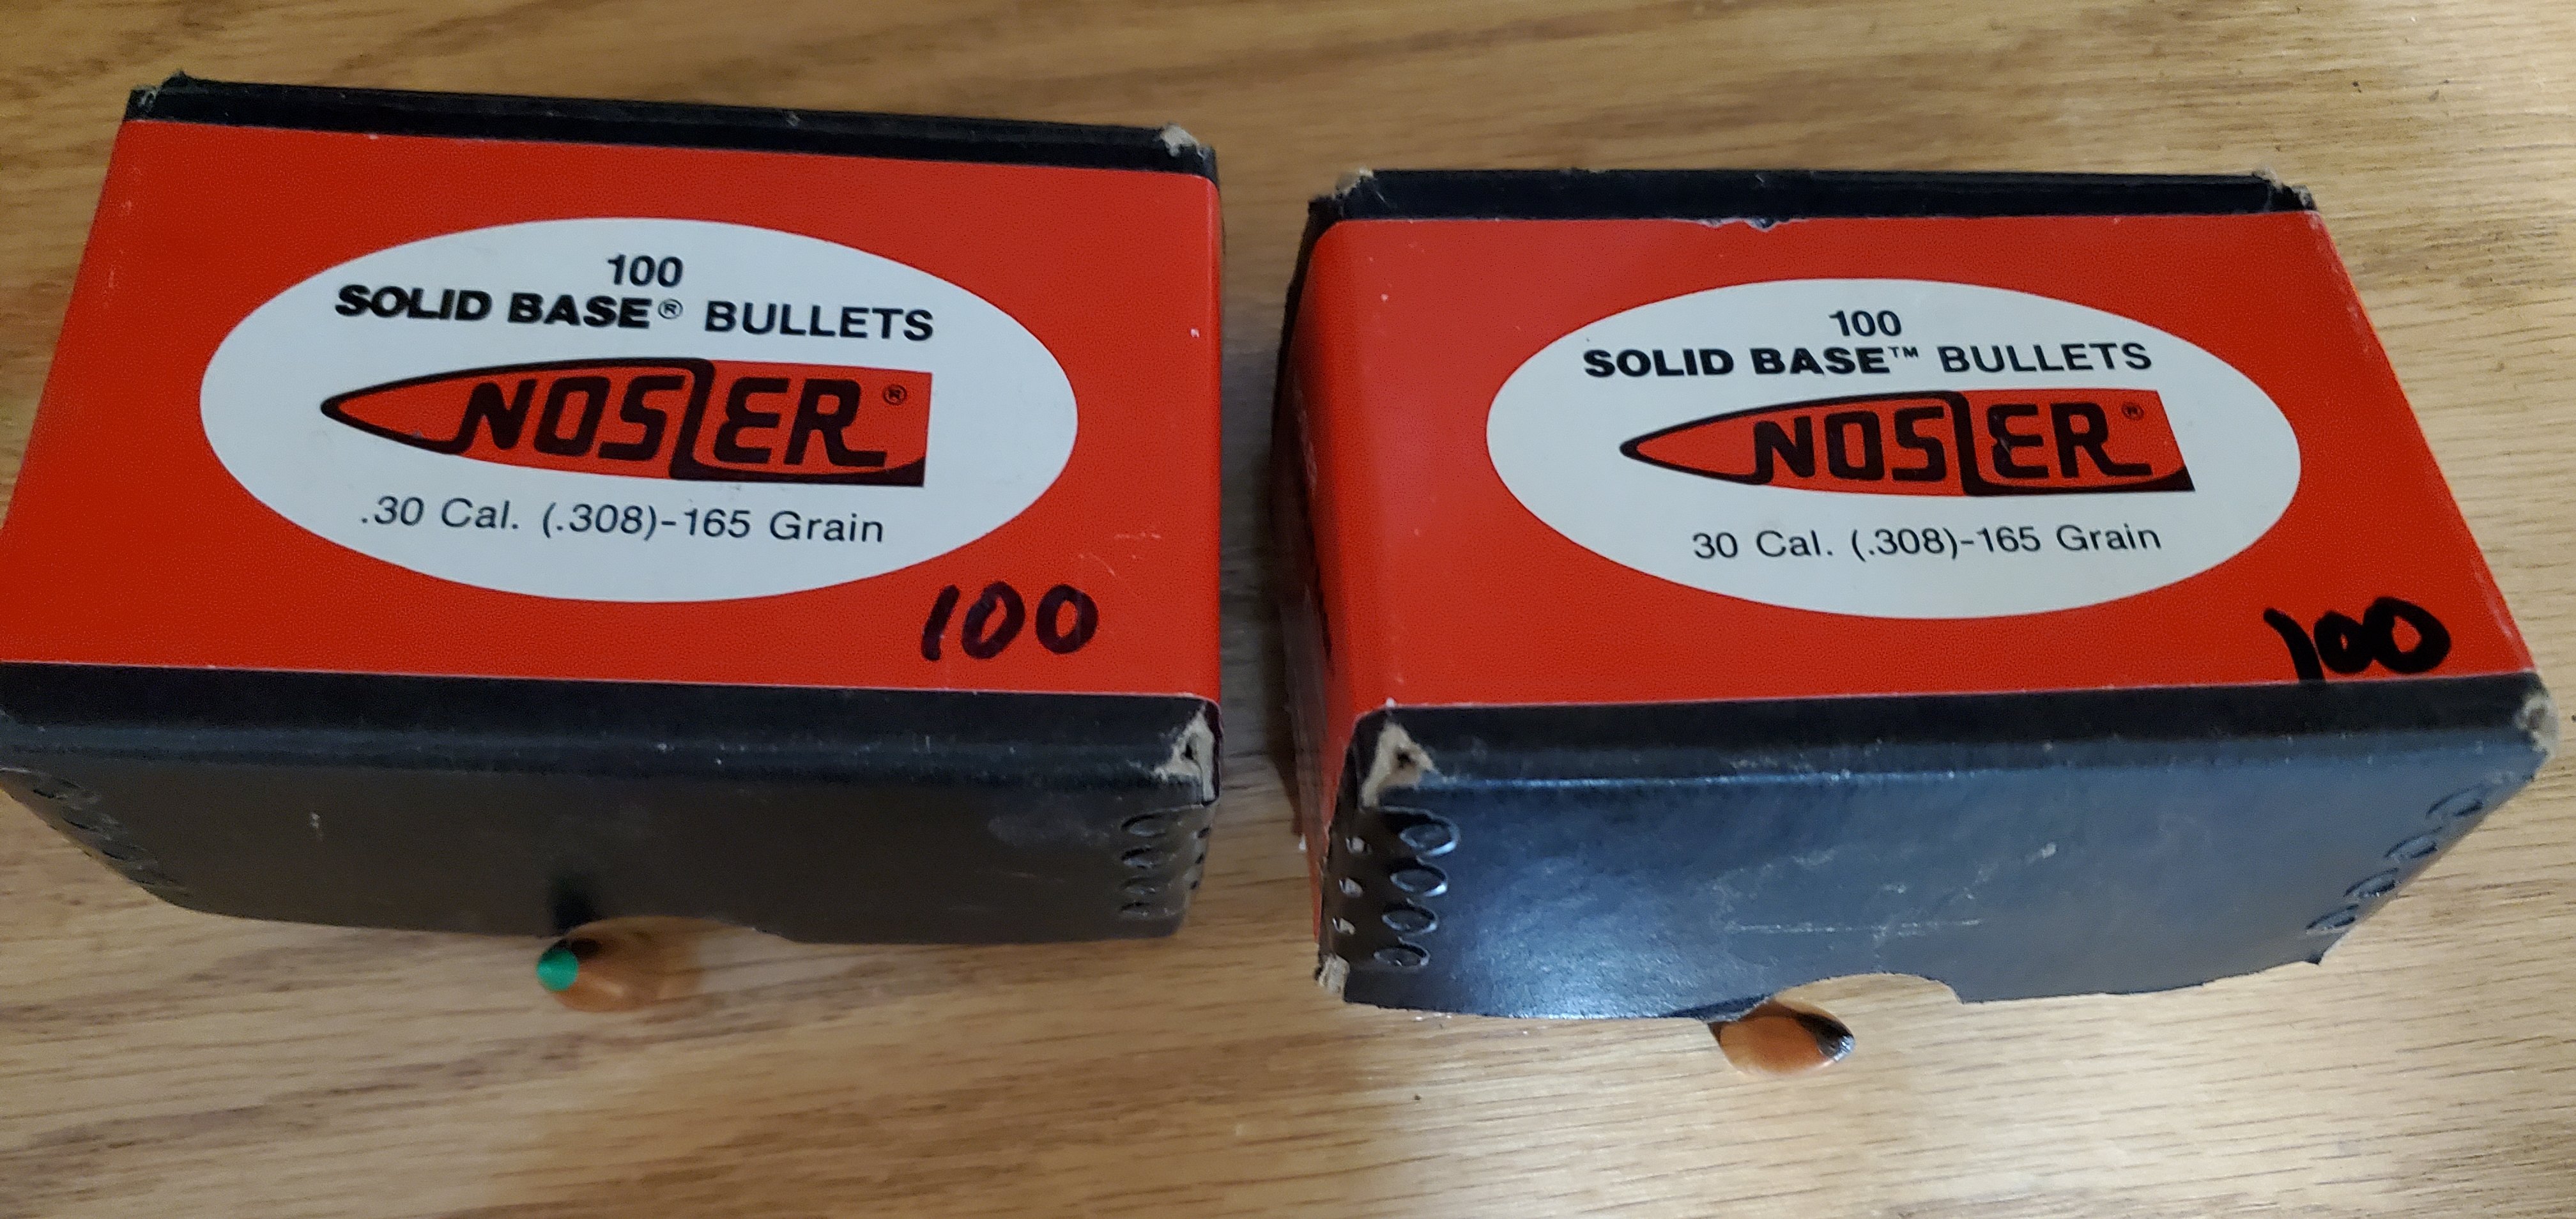 100
SOLID BASE® BULLETS
NOSLER®
.30 Cal. (.308)-165 Grain
100
100
SOLID BASE™ BULLETS
NOSLER®
30 Cal. (.308)-165 Grain
100